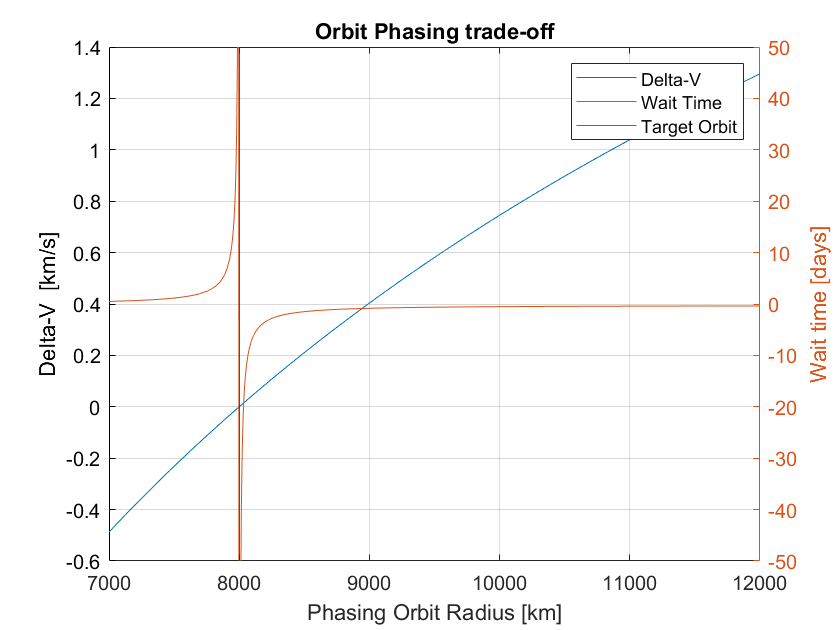 Orbit Phasing trade-off
Delta-V
Wait Time
Target Orbit
1.4
1.2
1
0.8
0.6
0.4
0.2
0
-0.2
-0.4
-0.6
Delta-V [km/s]
50
40
30
20
10
0
-10
-20
-30
-40
-50
Wait time [days]
7000 8000 9000 10000 11000 12000
Phasing Orbit Radius [km]